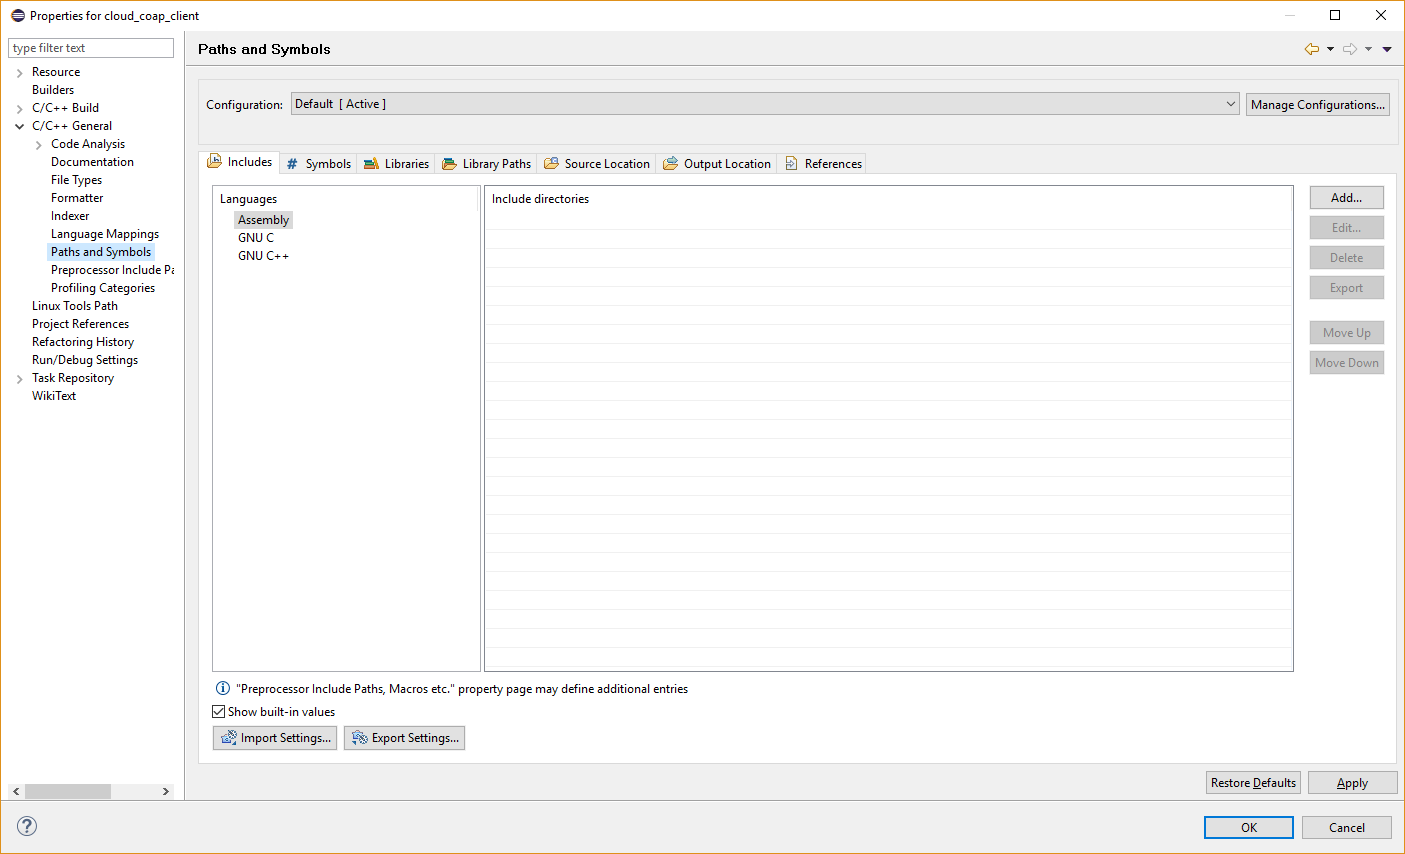 Properties for cloud_coap_client
type filter text
Resource
Builders
C/C++ Build
C/C++ General
Code Analysis
Documentation
File Types
Formatter
Indexer
Language Mappings
Paths and Symbols
Preprocessor Include Pa
Profiling Categories
Linux Tools Path
Project References
Refactoring History
Run/Debug Settings
Task Repository
WikiText
Paths and Symbols
Configuration: Default [ Active ] Manage Configurations...
Includes # Symbols Libraries Library Paths Source Location Output Location References
Languages
Assembly
GNU C
GNU C++
Include directories
Add...
Edit...
Delete
Export
Move Up
Move Down
"Preprocessor Include Paths, Macros etc." property page may define additional entries
Show built-in values
Import Settings... Export Settings...
Restore Defaults Apply
OK Cancel